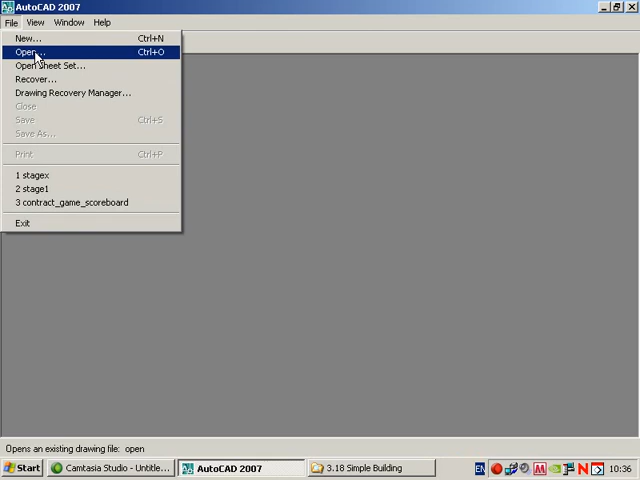 AutoCAD 2007
File View Window Help
New... Ctrl+N
Open... Ctrl+O
Open Sheet Set...
Recover...
Drawing Recovery Manager...
Close
Save Ctrl+S
Save As...
Print Ctrl+P
1 stagex
2 stage1
3 contract_game_scoreboard
Exit
Opens an existing drawing file: open
Start Camtasia Studio - Untitle... AutoCAD 2007 3.18 Simple Building EN 10:36